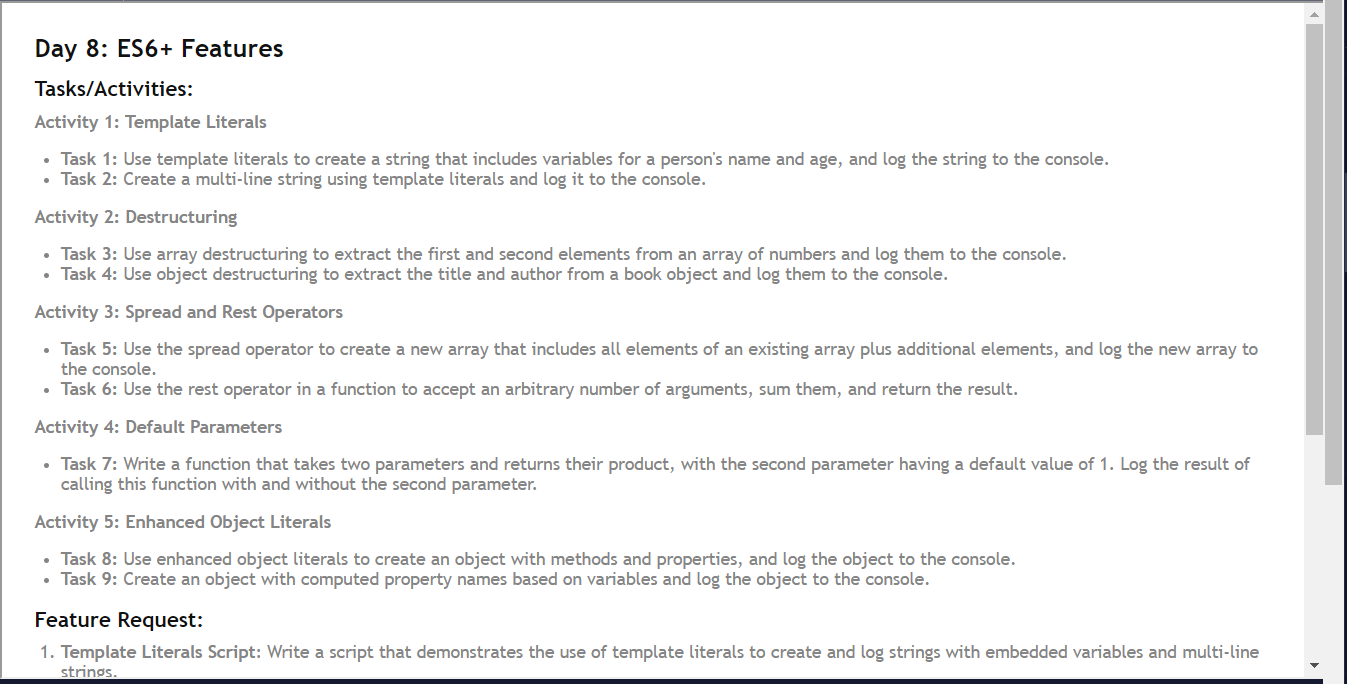 Day 8: ES6+ Features
Tasks/Activities:
Activity 1: Template Literals
• Task 1: Use template literals to create a string that includes variables for a person's name and age, and log the string to the console.
• Task 2: Create a multi-line string using template literals and log it to the console.
Activity 2: Destructuring
• Task 3: Use array destructuring to extract the first and second elements from an array of numbers and log them to the console.
• Task 4: Use object destructuring to extract the title and author from a book object and log them to the console.
Activity 3: Spread and Rest Operators
• Task 5: Use the spread operator to create a new array that includes all elements of an existing array plus additional elements, and log the new array to
the console.
• Task 6: Use the rest operator in a function to accept an arbitrary number of arguments, sum them, and return the result.
Activity 4: Default Parameters
• Task 7: Write a function that takes two parameters and returns their product, with the second parameter having a default value of 1. Log the result of
calling this function with and without the second parameter.
Activity 5: Enhanced Object Literals
• Task 8: Use enhanced object literals to create an object with methods and properties, and log the object to the console.
• Task 9: Create an object with computed property names based on variables and log the object to the console.
Feature Request:
1. Template Literals Script: Write a script that demonstrates the use of template literals to create and log strings with embedded variables and multi-line
strings.